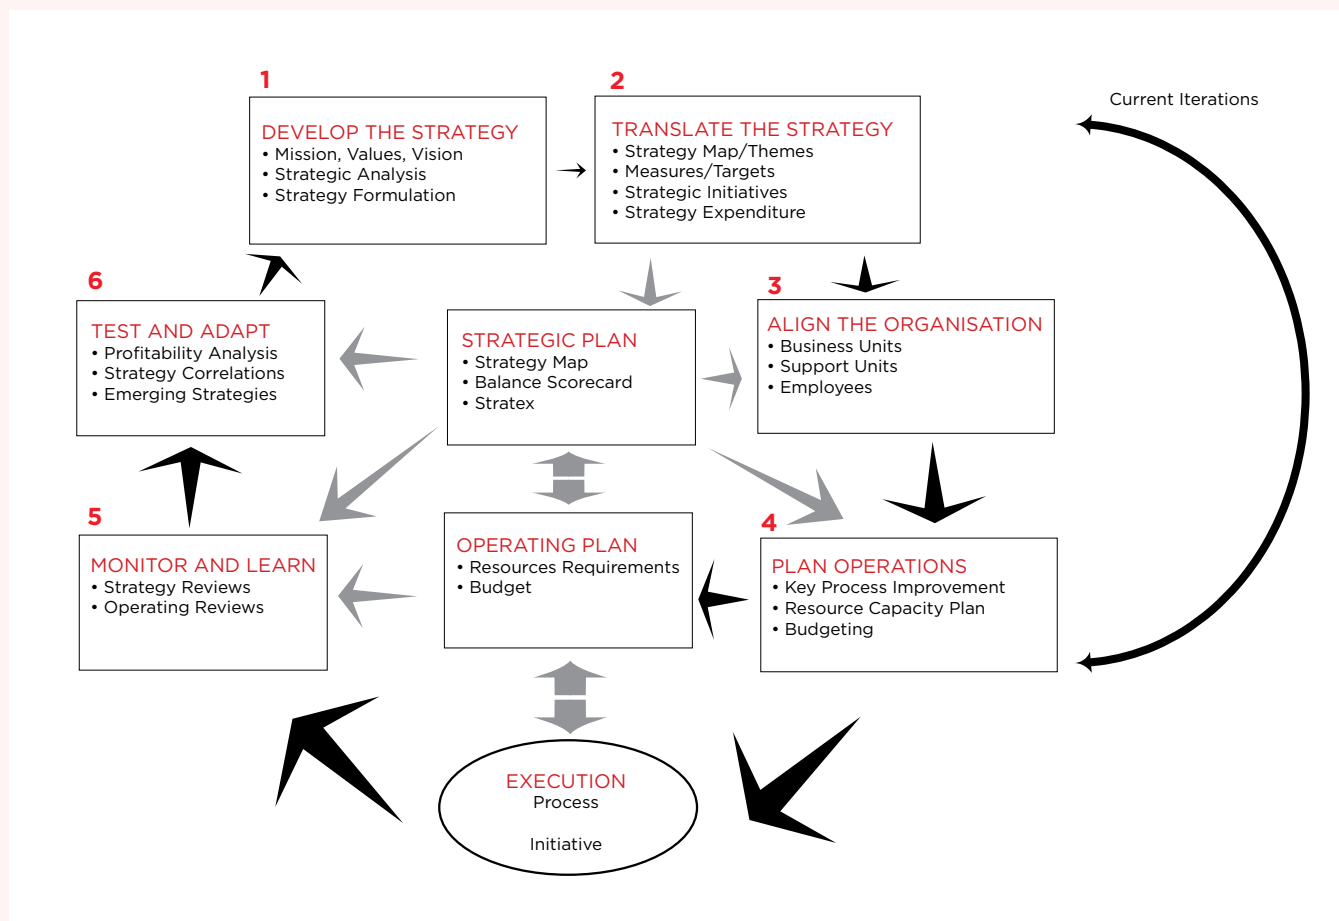 Current Iterations
1
DEVELOP THE STRATEGY
• Mission, Values, Vision
• Strategic Analysis
• Strategy Formulation
2
TRANSLATE THE STRATEGY
• Strategy Map/Themes
• Measures/Targets
• Strategic Initiatives
• Strategy Expenditure
6
TEST AND ADAPT
• Profitability Analysis
• Strategy Correlations
• Emerging Strategies
STRATEGIC PLAN
• Strategy Map
• Balance Scorecard
• Stratex
3
ALIGN THE ORGANISATION
• Business Units
• Support Units
• Employees
5
MONITOR AND LEARN
• Strategy Reviews
• Operating Reviews
OPERATING PLAN
• Resources Requirements
• Budget
4
PLAN OPERATIONS
• Key Process Improvement
• Resource Capacity Plan
• Budgeting
EXECUTION
Process
Initiative